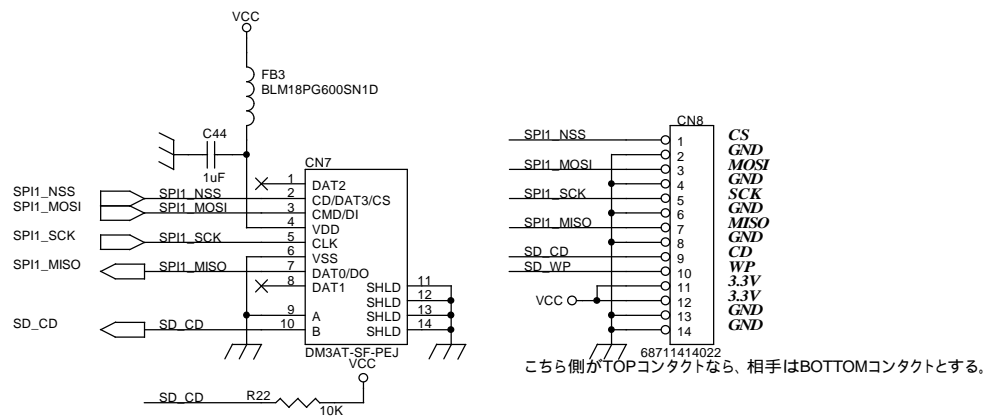 VCC
FB3
BLM18PG600SN1D
C44
1uF
CN7
1 DAT2
SPI1_NSS SPI1_NSS 2 CD/DAT3/CS
SPI1_MOSI SPI1_MOSI 3 CMD/DI
4 VDD
SPI1_SCK SPI1_SCK 5 CLK
6 VSS
SPI1_MISO SPI1_MISO 7 DAT0/DO
8 DAT1
SHLD 11
SHLD 12
9 A SHLD 13
SD_CD SD_CD 10 B SHLD 14
DM3AT-SF-PEJ
VCC
SD_CD R22
10K
CN8
SPI1_NSS 1 CS
2 GND
SPI1_MOSI 3 MOSI
4 GND
SPI1_SCK 5 SCK
6 GND
SPI1_MISO 7 MISO
8 GND
SD_CD 9 CD
SD_WP 10 WP
11 3.3V
VCC 12 3.3V
13 GND
14 GND
68711414022
こちら側がTOPコンタクトなら、相手はBOTTOMコンタクトとする。